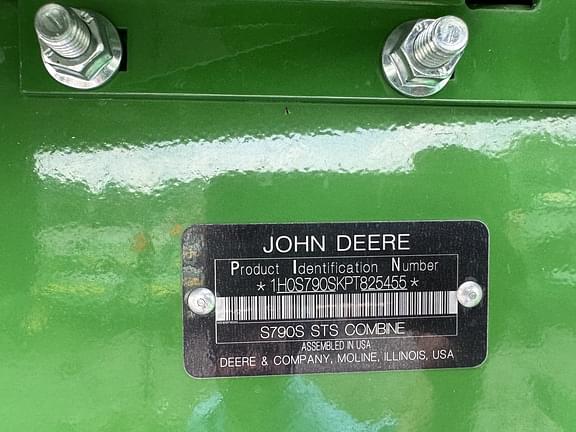 JOHN DEERE
Product Identification Number
*1H0S790SKPT825455*
S790S STS COMBINE
ASSEMBLED IN USA
DEERE & COMPANY, MOLINE, ILLINOIS, USA